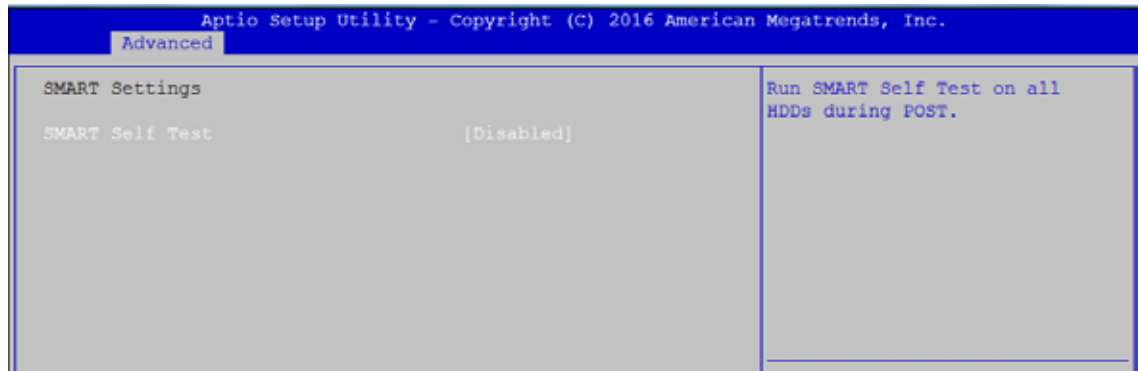 Aptio Setup Utility - Copyright (C) 2016 American Megatrends, Inc.
Advanced
SMART Settings
SMART Self Test [Disabled]
Run SMART Self Test on all
HDDs during POST.